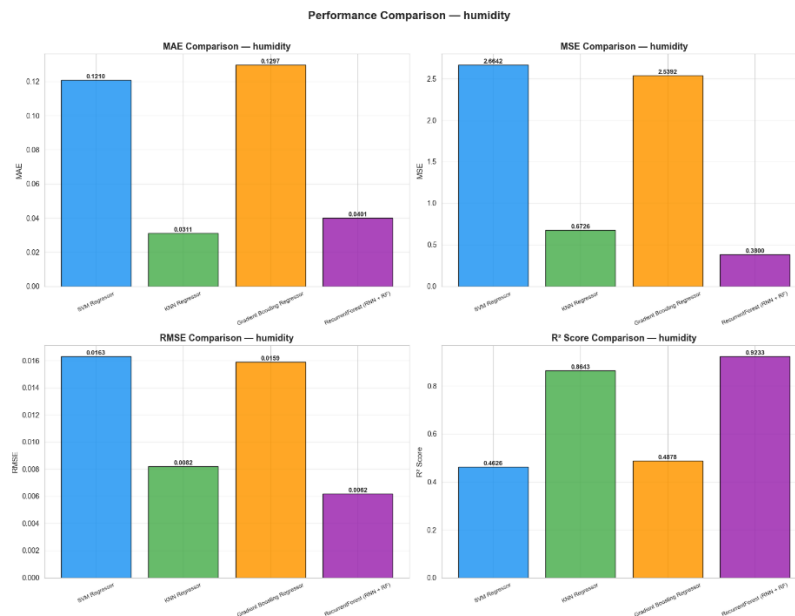 Performance Comparison — humidity
MAE Comparison — humidity
MAE
0.12
0.10
0.08
0.06
0.04
0.02
0.00
0.1210
0.0311
0.1297
0.0401
SVM Regressor
KNN Regressor
Gradient Boosting Regressor
RecurrentForest (RNN + RF)
MSE Comparison — humidity
MSE
2.5
2.0
1.5
1.0
0.5
0.0
2.6642
0.6726
2.5392
0.3800
SVM Regressor
KNN Regressor
Gradient Boosting Regressor
RecurrentForest (RNN + RF)
RMSE Comparison — humidity
RMSE
0.016
0.014
0.012
0.010
0.008
0.006
0.004
0.002
0.000
0.0163
0.0082
0.0159
0.0062
SVM Regressor
KNN Regressor
Gradient Boosting Regressor
RecurrentForest (RNN + RF)
R² Score Comparison — humidity
R² Score
0.8
0.6
0.4
0.2
0.0
0.4626
0.8643
0.4878
0.9233
SVM Regressor
KNN Regressor
Gradient Boosting Regressor
RecurrentForest (RNN + RF)